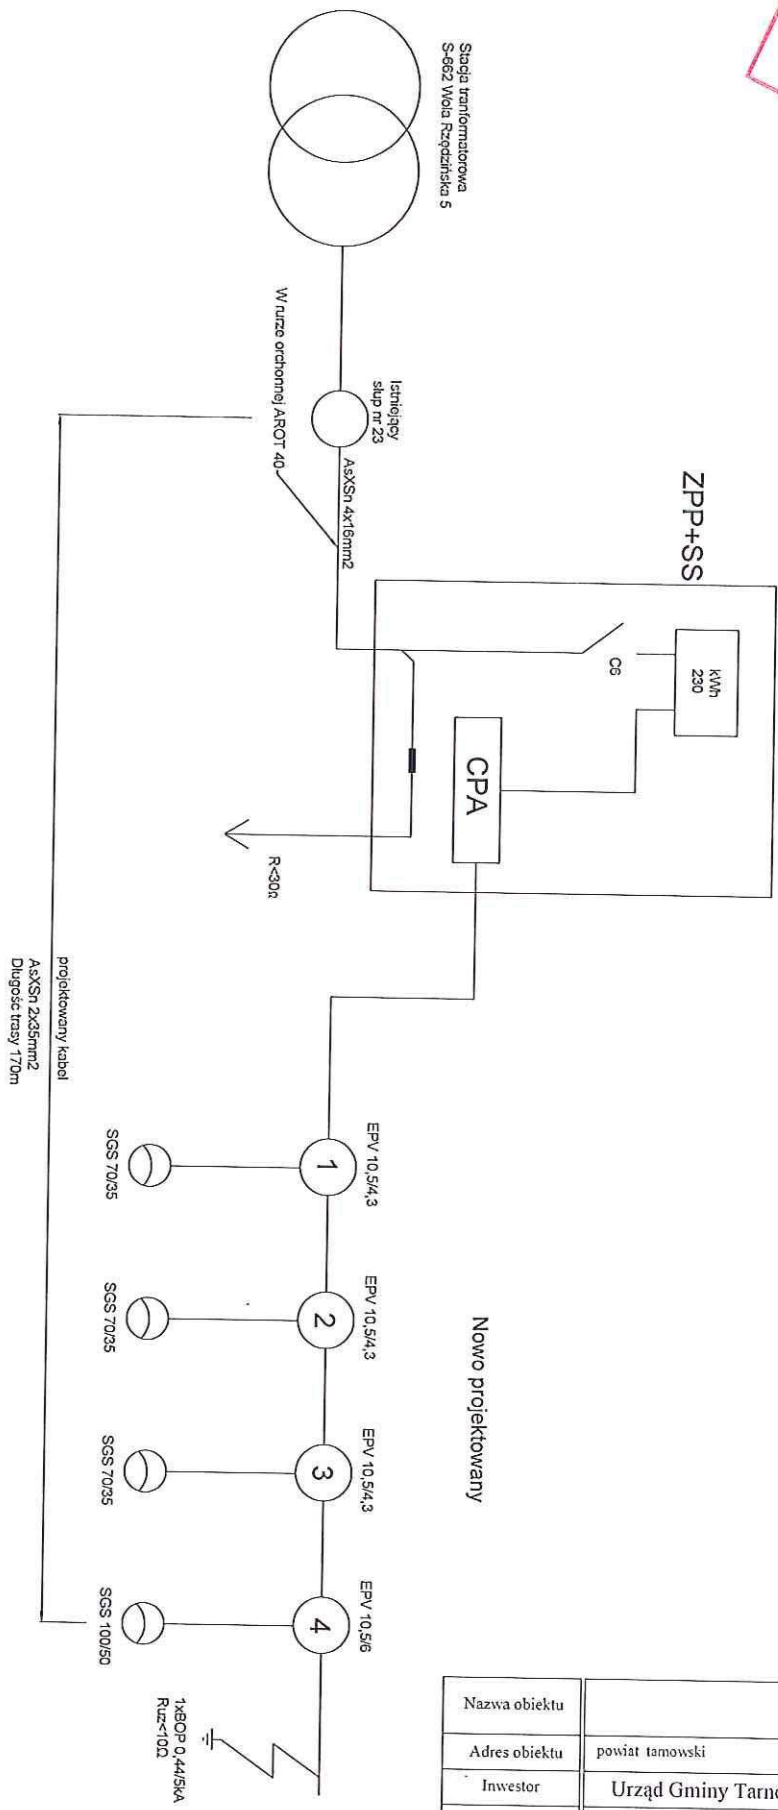 Stacja tranformatorowa
S-662 Wola Rzędzińska 5
Istniejący
słup nr 23
AsXSn 4x16mm2
W rurze orchonnej AROT 40
ZPP+SS
kWh
230
C6
CPA
R<30Ω
projektowany kabel
AsXSn 2x35mm2
Długośc trasy 170m
Nowo projektowany
EPV 10,5/4,3
1
SGS 70/35
EPV 10,5/4,3
2
SGS 70/35
EPV 10,5/4,3
3
SGS 70/35
EPV 10,5/6
4
SGS 100/50
1xBOP 0,44/5kA
Ruz<10Ω
Nazwa obiektu
Adres obiektu powiat tarnowski
Inwestor Urząd Gminy